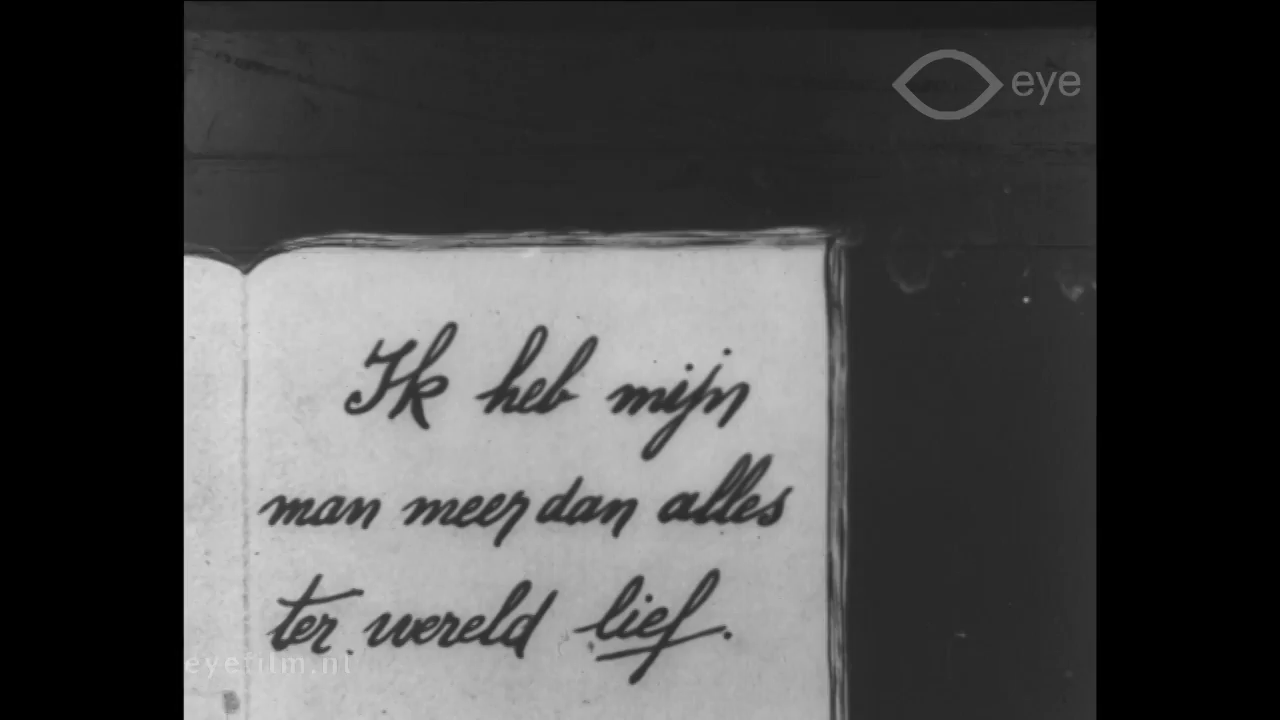 eye
Ik heb mijn
man meer dan alles
ter wereld lief.
eyefilm.nl